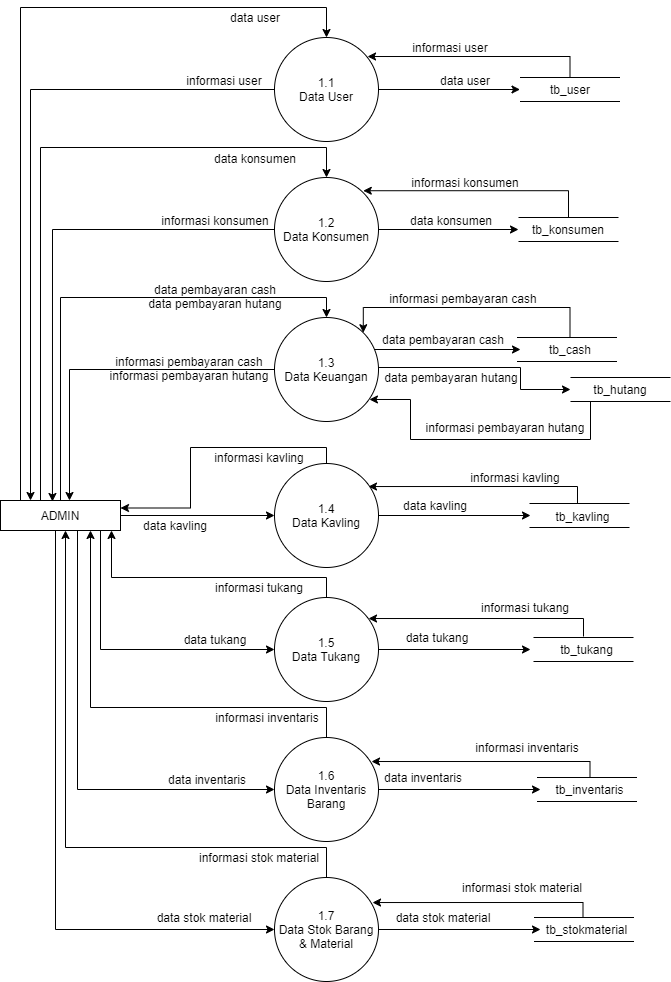 data user
informasi user
informasi user
1.1
Data User
data user
tb_user
data konsumen
informasi konsumen
informasi konsumen
1.2
Data Konsumen
data konsumen
tb_konsumen
data pembayaran cash
data pembayaran hutang
informasi pembayaran cash
informasi pembayaran cash
informasi pembayaran hutang
1.3
Data Keuangan
data pembayaran cash
tb_cash
data pembayaran hutang
tb_hutang
informasi pembayaran hutang
informasi kavling
informasi kavling
ADMIN
data kavling
1.4
Data Kavling
data kavling
tb_kavling
informasi tukang
informasi tukang
data tukang
1.5
Data Tukang
data tukang
tb_tukang
informasi inventaris
informasi inventaris
data inventaris
1.6
Data Inventaris
Barang
data inventaris
tb_inventaris
informasi stok material
informasi stok material
data stok material
1.7
Data Stok Barang
& Material
data stok material
tb_stokmaterial